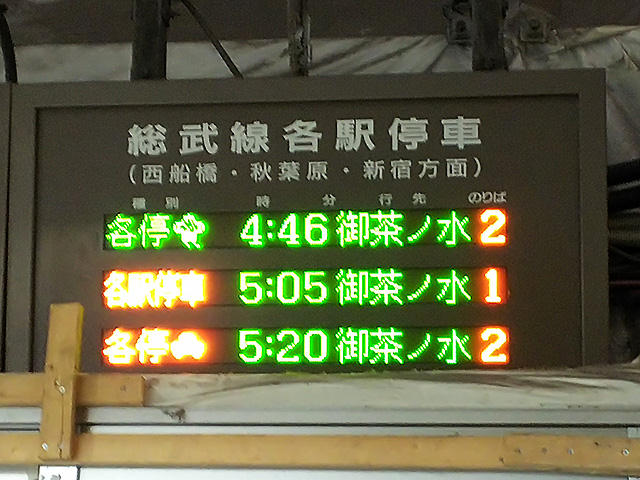 総武線各駅停車
(西船橋・秋葉原・新宿方面)
種別 時 分 行先 のりば
各停 4:46 御茶ノ水 2
各駅停車 5:05 御茶ノ水 1
各停 5:20 御茶ノ水 2